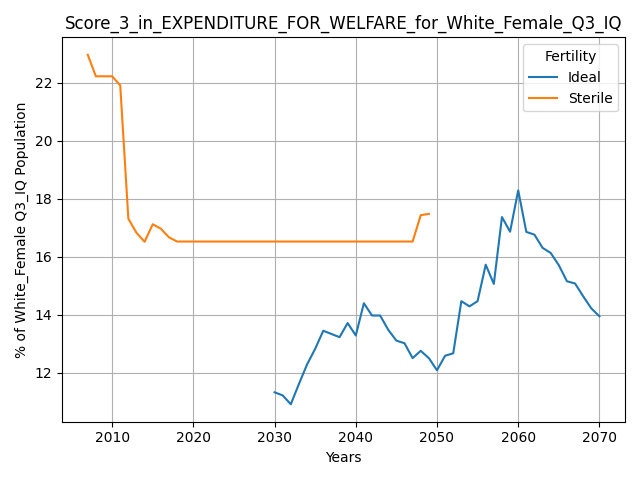 Score_3_in_EXPENDITURE_FOR_WELFARE_for_White_Female_Q3_IQ
Fertility
Ideal
Sterile
% of White_Female Q3_IQ Population
22
20
18
16
14
12
2010 2020 2030 2040 2050 2060 2070
Years